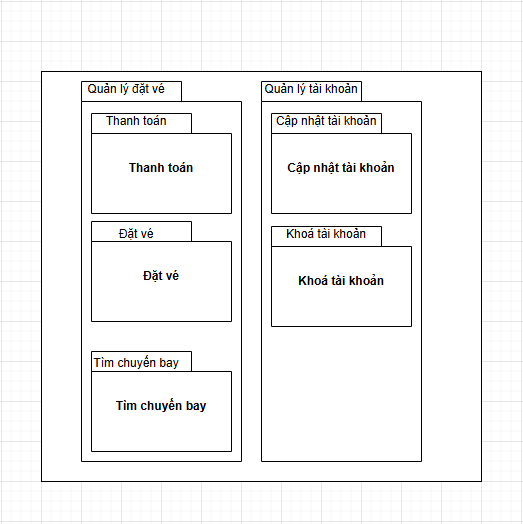 Quản lý đặt vé
Thanh toán
Thanh toán
Đặt vé
Đặt vé
Tìm chuyến bay
Tìm chuyến bay
Quản lý tài khoản
Cập nhật tài khoản
Cập nhật tài khoản
Khoá tài khoản
Khoá tài khoản